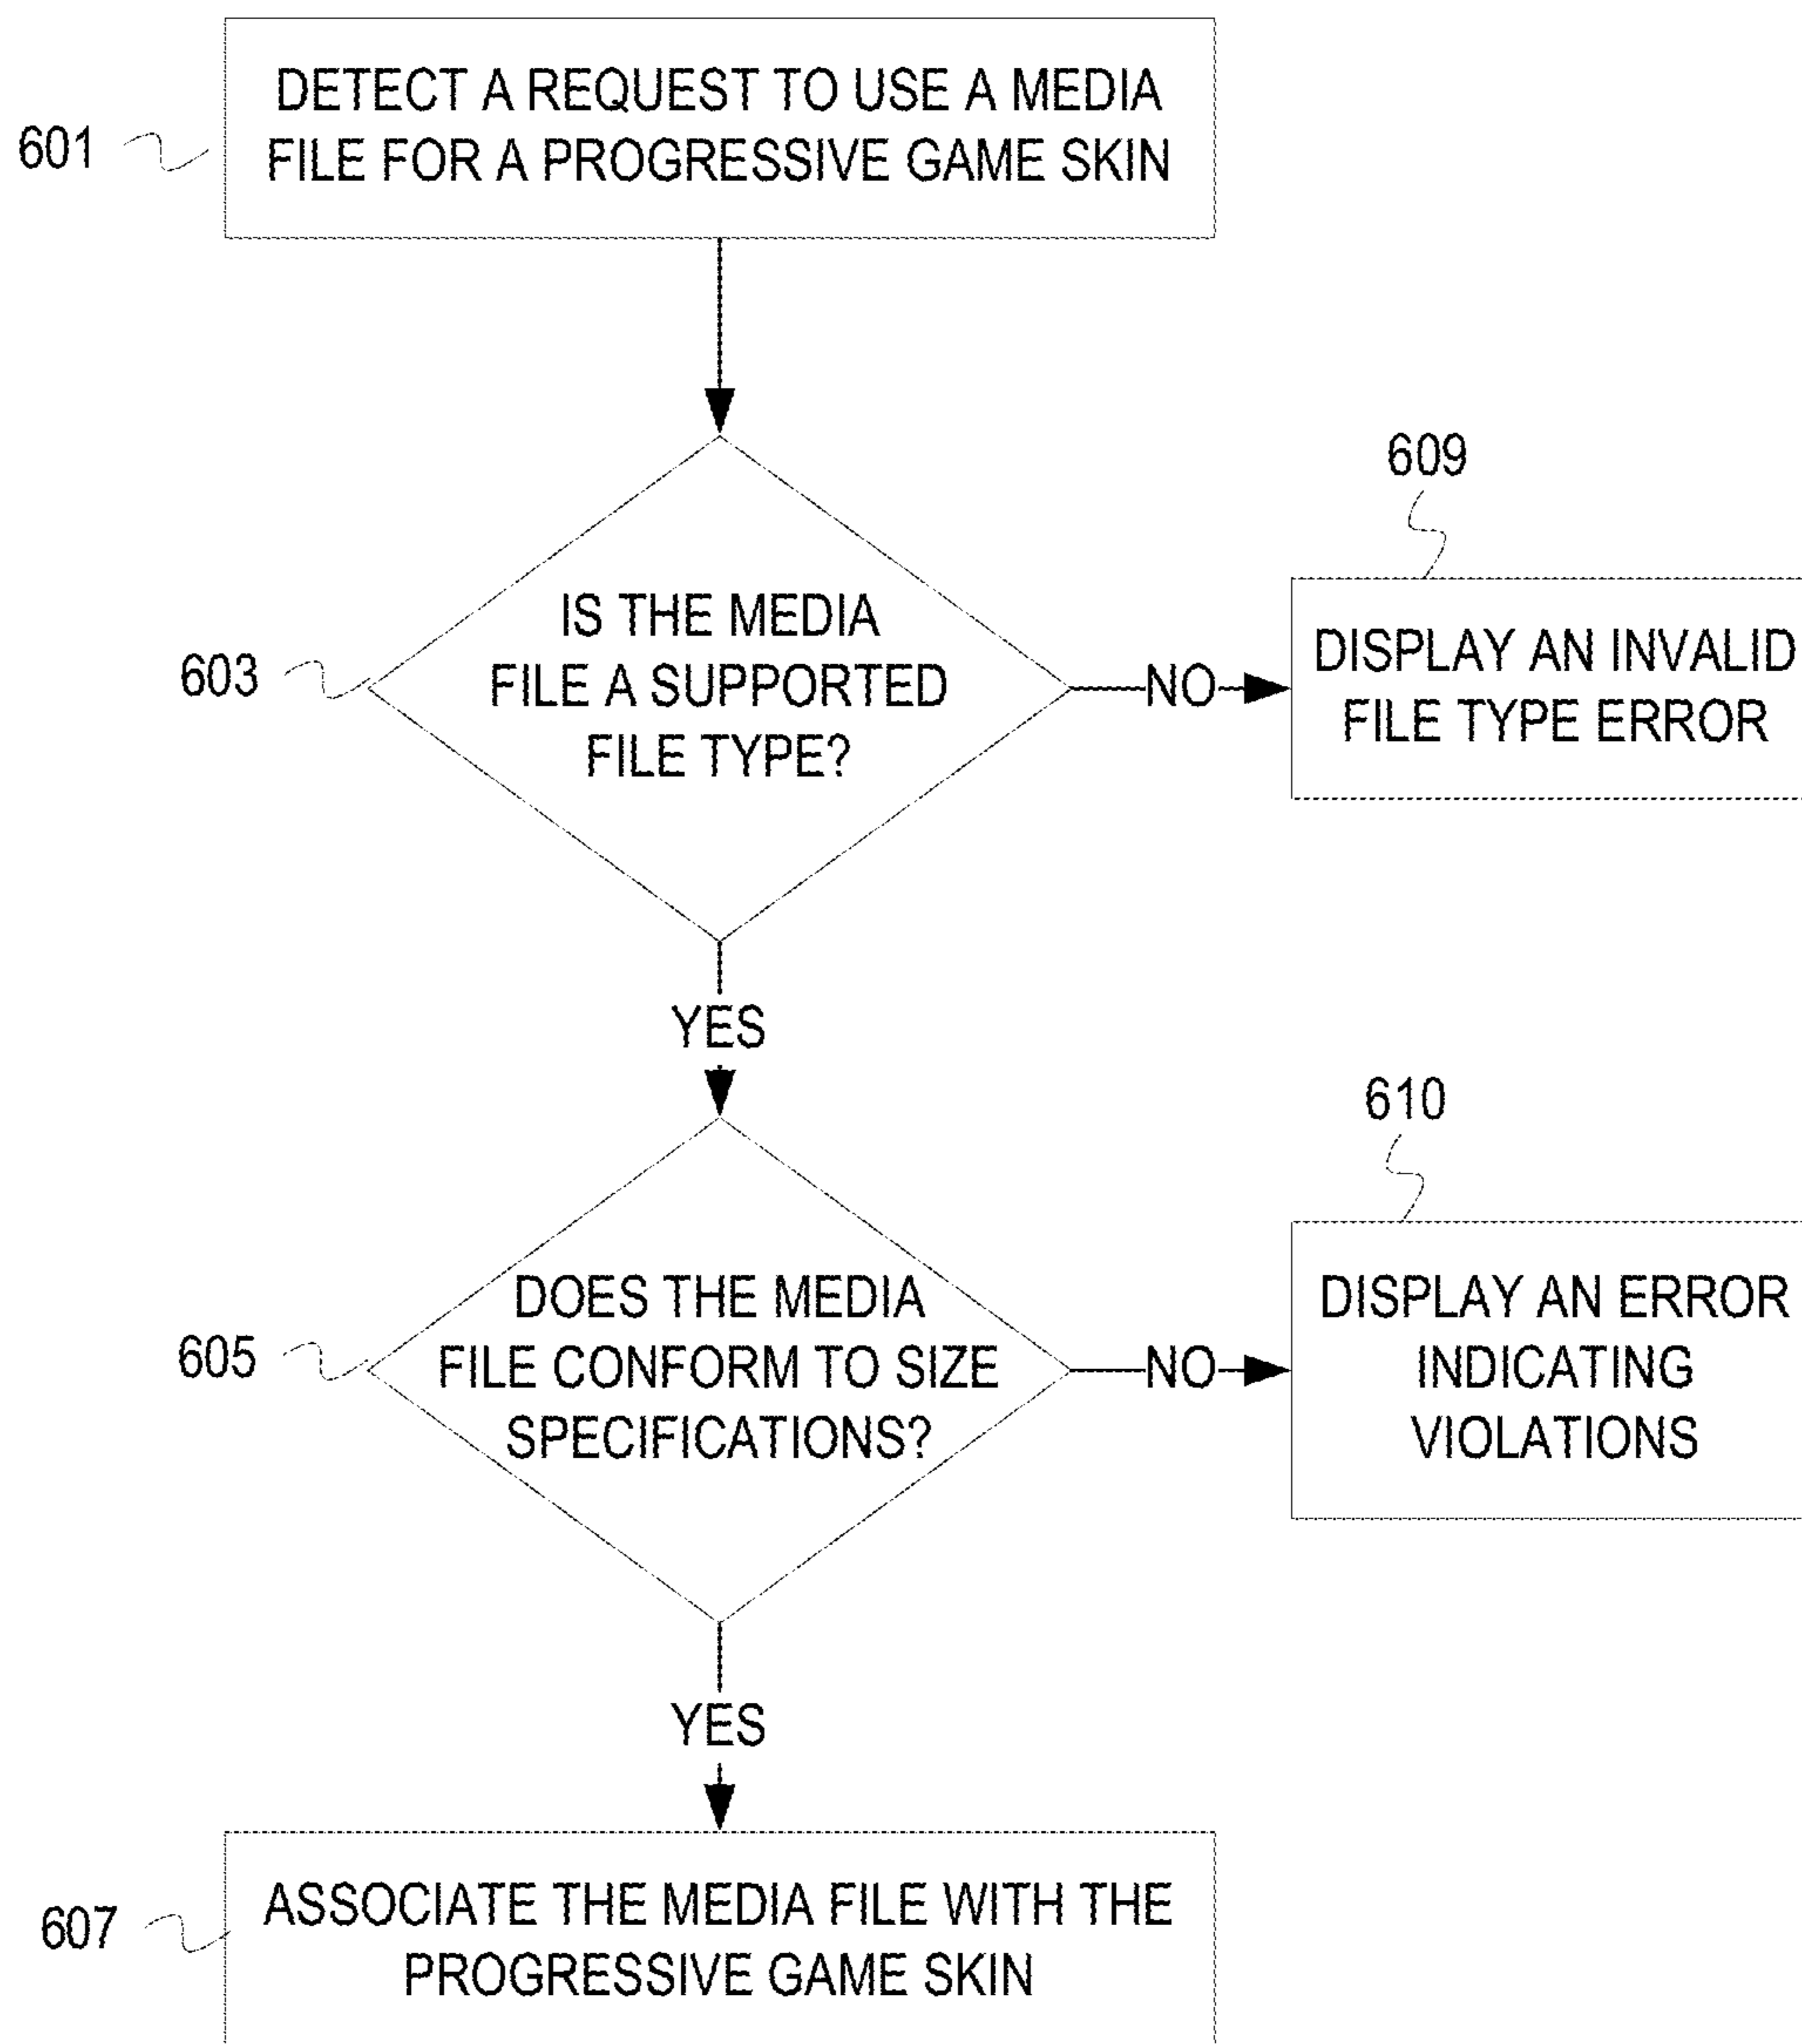 601
DETECT A REQUEST TO USE A MEDIA
FILE FOR A PROGRESSIVE GAME SKIN
603
IS THE MEDIA
FILE A SUPPORTED
FILE TYPE?
NO
609
DISPLAY AN INVALID
FILE TYPE ERROR
YES
605
DOES THE MEDIA
FILE CONFORM TO SIZE
SPECIFICATIONS?
NO
610
DISPLAY AN ERROR
INDICATING
VIOLATIONS
YES
607
ASSOCIATE THE MEDIA FILE WITH THE
PROGRESSIVE GAME SKIN